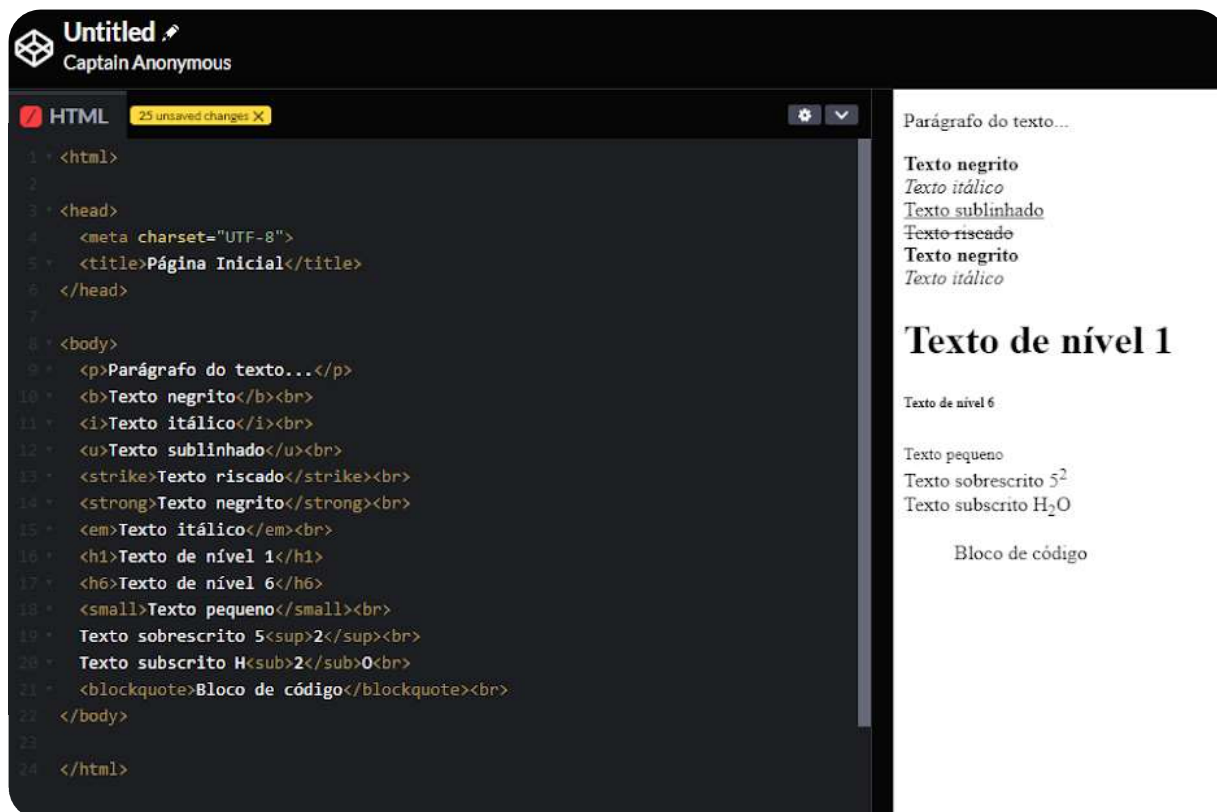 Untitled
Captain Anonymous
HTML
25 unsaved changes X
1 <html>
2
3 <head>
4 <meta charset="UTF-8">
5 <title>Página Inicial</title>
6 </head>
7
8 <body>
9 <p>Parágrafo do texto...</p>
10 <b>Texto negrito</b><br>
11 <i>Texto itálico</i><br>
12 <u>Texto sublinhado</u><br>
13 <strike>Texto riscado</strike><br>
14 <strong>Texto negrito</strong><br>
15 <em>Texto itálico</em><br>
16 <h1>Texto de nível 1</h1>
17 <h6>Texto de nível 6</h6>
18 <small>Texto pequeno</small><br>
19 Texto sobrescrito 5<sup>2</sup><br>
20 Texto subscrito H<sub>2</sub>O<br>
21 <blockquote>Bloco de código</blockquote><br>
22 </body>
23
24 </html>
Parágrafo do texto...
Texto negrito
Texto itálico
Texto sublinhado
Texto riscado
Texto negrito
Texto itálico
Texto de nível 1
Texto de nível 6
Texto pequeno
Texto sobrescrito 5²
Texto subscrito H₂O
Bloco de código